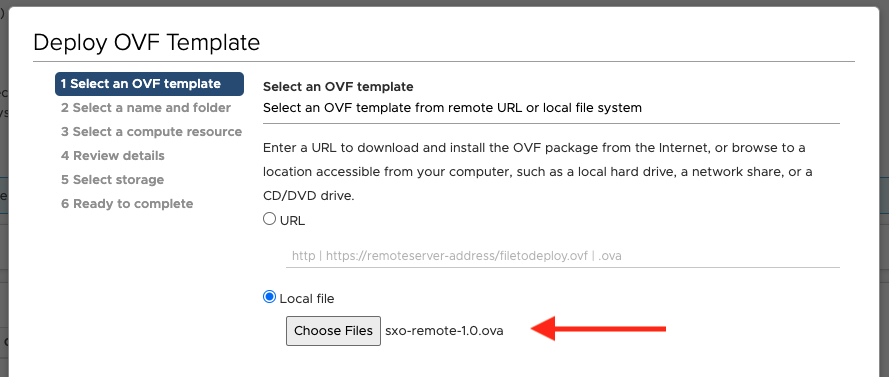 Deploy OVF Template
1 Select an OVF template
2 Select a name and folder
3 Select a compute resource
4 Review details
5 Select storage
6 Ready to complete
Select an OVF template
Select an OVF template from remote URL or local file system
Enter a URL to download and install the OVF package from the Internet, or browse to a
location accessible from your computer, such as a local hard drive, a network share, or a
CD/DVD drive.
URL
http | https://remoteserver-address/filetodeploy.ovf | .ova
Local file
Choose Files sxo-remote-1.0.ova